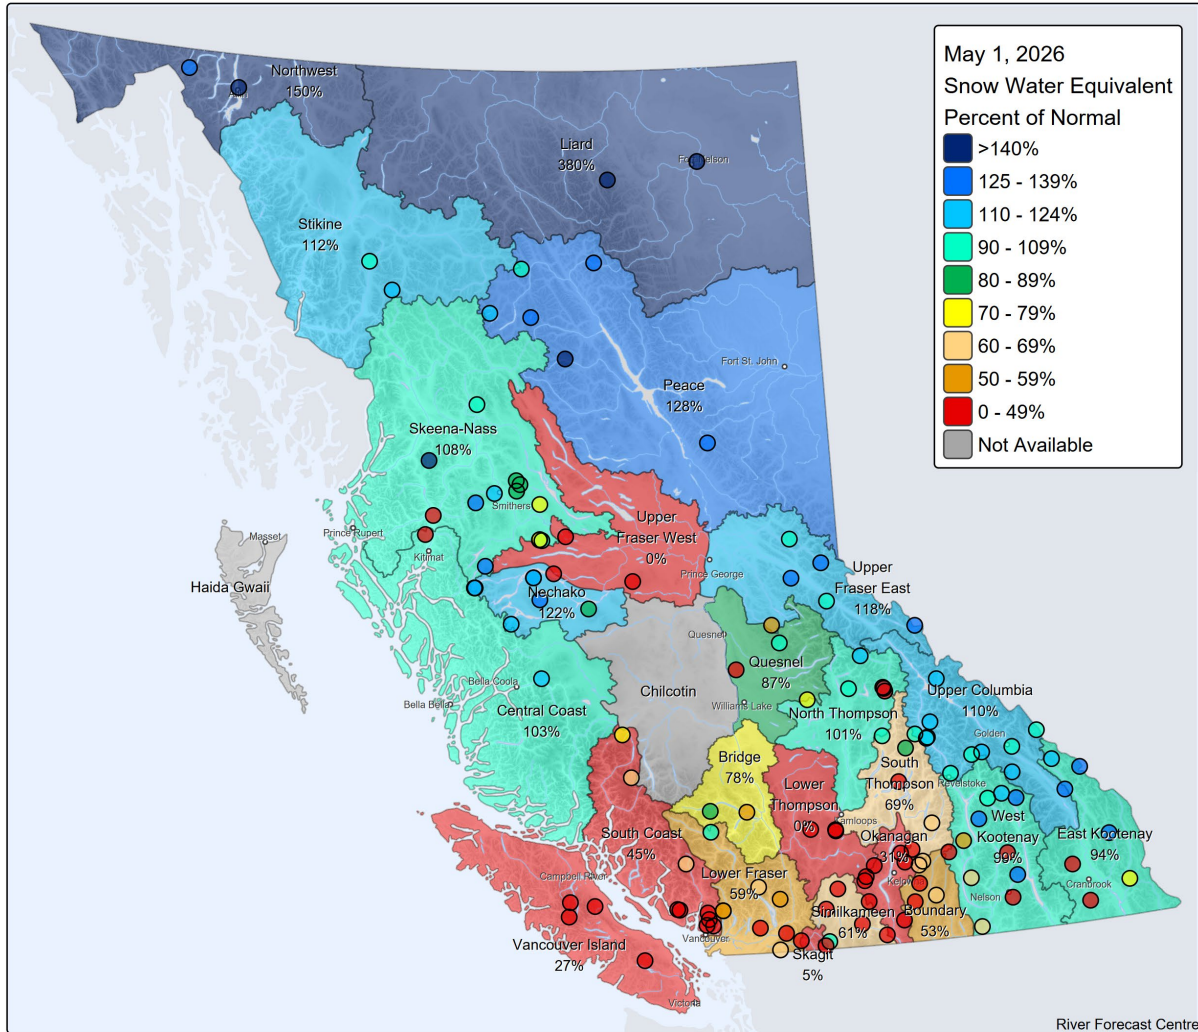 May 1, 2026
Snow Water Equivalent
Percent of Normal
>140%
125 - 139%
110 - 124%
90 - 109%
80 - 89%
70 - 79%
60 - 69%
50 - 59%
0 - 49%
Not Available
Northwest
150%
Atlin
Liard
380%
Fort Nelson
Stikine
112%
Fort St. John
Peace
128%
Skeena-Nass
108%
Smithers
Upper
Fraser West
0%
Masset
Prince Rupert
Kitimat
Prince George
Haida Gwaii
Nechako
122%
Upper
Fraser East
118%
Quesnel
Quesnel
87%
Bella Coola
Bella Bella
Chilcotin
Williams Lake
Central Coast
103%
North Thompson
101%
Upper Columbia
110%
Golden
Bridge
78%
South
Thompson
69%
Revelstoke
Lower
Thompson
0%
Kamloops
West
Kootenay
99%
South Coast
45%
Okanagan
31%
East Kootenay
94%
Campbell River
Lower Fraser
59%
Kelowna
Cranbrook
Nelson
Similkameen
61%
Boundary
53%
Vancouver
Vancouver Island
27%
Skagit
5%
Victoria
River Forecast Centre